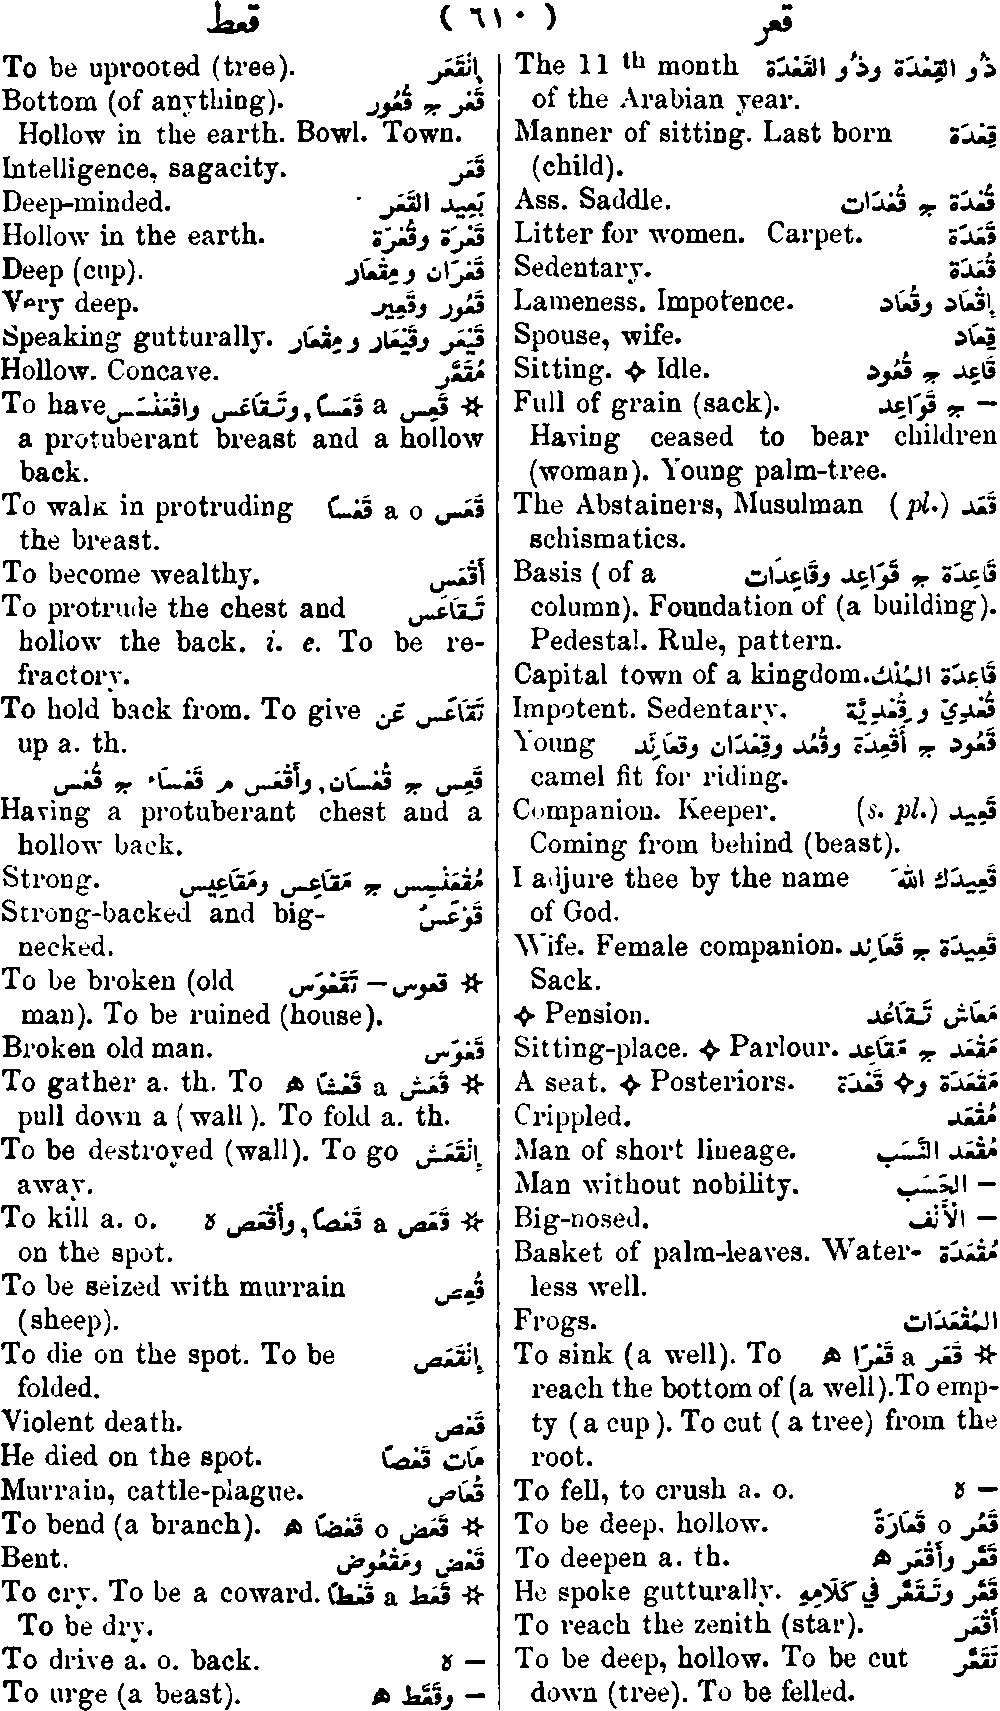 قعر ( ٦١٠ ) قعط
The 11 th month ذُو القِعْدَة وذُو القَعْدَة
of the Arabian year.
Manner of sitting. Last born قِعْدَة
(child).
Ass. Saddle. قُعْدَة ج قُعْدَات
Litter for women. Carpet. قَعَدَة
Sedentary. قُعَدَة
Lameness. Impotence. إِقْعَاد وقُعَاد
Spouse, wife. قِعَاد
Sitting. ✧ Idle. قَاعِد ج قُعُود
Full of grain (sack). — ج قَوَاعِد
Having ceased to bear children
(woman). Young palm-tree.
The Abstainers, Musulman (pl.) قَعَد
schismatics.
Basis ( of a قَاعِدَة ج قَوَاعِد وقَاعِدَات
column). Foundation of (a building).
Pedestal. Rule, pattern.
Capital town of a kingdom. قَاعِدَة المُلْك
Impotent. Sedentary. قُعْدِيّ وقِعْدِيَّة
Young قَعُود ج أَقْعِدَة وقُعُد وقِعْدَان وقَعَائِد
camel fit for riding.
Companion. Keeper. (s. pl.) قَعِيد
Coming from behind (beast).
I adjure thee by the name قَعِيدَكَ اللهَ
of God.
Wife. Female companion. قَعِيدَة ج قَعَائِد
Sack.
✧ Pension. مَعَاش تَقَاعُد
Sitting-place. ✧ Parlour. مَقْعَد ج مَقَاعِد
A seat. ✧ Posteriors. مَقْعَدَة و✧ قَعْدَة
Crippled. مُقْعَد
Man of short lineage. مُقْعَد النَّسَب
Man without nobility. — الحَسَب
Big-nosed. — الأَنْف
Basket of palm-leaves. Water- مُقْعَدَة
less well.
Frogs. المُقْعَدَات
To sink (a well). To ✲ قَعَر a قَعْرًا ه
reach the bottom of (a well). To emp-
ty (a cup). To cut (a tree) from the
root.
To fell, to crush a. o. — ه
To be deep, hollow. قَعُر o قَعَارَةً
To deepen a. th. قَعَّر وأَقْعَر ه
He spoke gutturally. قَعَّر وتَقَعَّر في كَلَامِهِ
To reach the zenith (star). أَقْعَر
To be deep, hollow. To be cut تَقَعَّر
down (tree). To be felled.
To be uprooted (tree). إِنْقَعَر
Bottom (of anything). قَعْر ج قُعُور
Hollow in the earth. Bowl. Town.
Intelligence, sagacity. قَعَر
Deep-minded. بَعِيد القَعَر
Hollow in the earth. قَعْرَة وقُعْرَة
Deep (cup). قَعْرَان ومِقْعَار
Very deep. قَعُور وقَعِير
Speaking gutturally. قَيْعَر وقَيْعَار ومِقْعَار
Hollow. Concave. مُقَعَّر
To have ✲ قَعِس a قَعَسًا, وتَقَاعَس واقْعَنْسَس
a protuberant breast and a hollow
back.
To walk in protruding قَعَس a o قَعْسًا
the breast.
To become wealthy. أَقْعَس
To protrude the chest and تَقَاعَس
hollow the back. i. e. To be re-
fractory.
To hold back from. To give تَقَاعَس عَن
up a. th.
قَعِس ج قُعْسَان, وأَقْعَس م قَعْسَاء ج قُعْس
Having a protuberant chest and a
hollow back.
Strong. مُقْعَنْسِس ج مَقَاعِس ومَقَاعِيس
Strong-backed and big- قَوْعَسٌ
necked.
To be broken (old ✲ قعوس — تَقَعْوَس
man). To be ruined (house).
Broken old man. قَعْوَس
To gather a. th. To ✲ قَعَش a قَعْشًا ه
pull down a (wall). To fold a. th.
To be destroyed (wall). To go إِنْقَعَش
away.
To kill a. o. ✲ قَعَص a قَعْصًا, وأَقْعَص ه
on the spot.
To be seized with murrain قُعِص
(sheep).
To die on the spot. To be إِنْقَعَص
folded.
Violent death. قَعْص
He died on the spot. مَات قَعْصًا
Murrain, cattle-plague. قُعَاص
To bend (a branch). ✲ قَعَض o قَعْضًا ه
Bent. قَعْض ومَقْعُوض
To cry. To be a coward. ✲ قَعَط a قَعْطًا
To be dry.
To drive a. o. back. — ه
To urge (a beast). — وقَعَّط ه